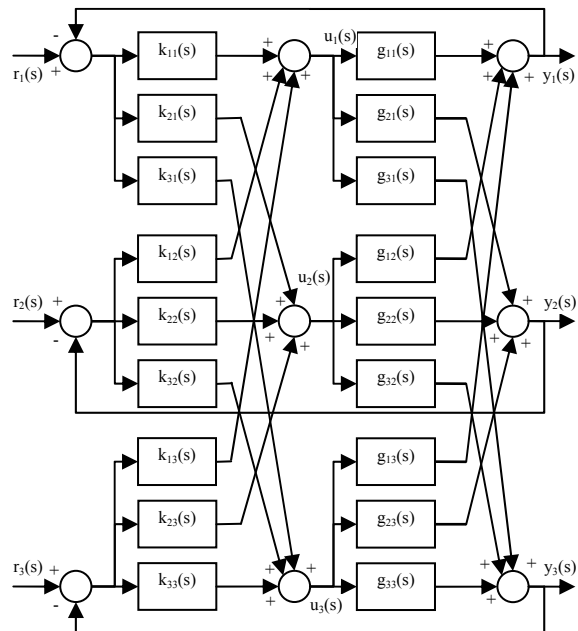 -
r₁(s)
+
k₁₁(s)
+
+
+
u₁(s)
g₁₁(s)
+
+
+
y₁(s)
k₂₁(s)
g₂₁(s)
k₃₁(s)
g₃₁(s)
k₁₂(s)
g₁₂(s)
r₂(s)
+
-
k₂₂(s)
+
+
+
u₂(s)
g₂₂(s)
+
+
+
y₂(s)
k₃₂(s)
g₃₂(s)
k₁₃(s)
g₁₃(s)
k₂₃(s)
g₂₃(s)
r₃(s)
+
-
k₃₃(s)
+
+
+
u₃(s)
g₃₃(s)
+
+
+
y₃(s)